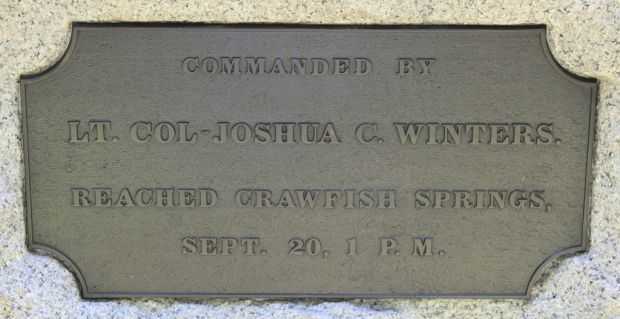 COMMANDED BY
LT. COL-JOSHUA C. WINTERS.
REACHED CRAWFISH SPRINGS,
SEPT. 20, 1 P. M.